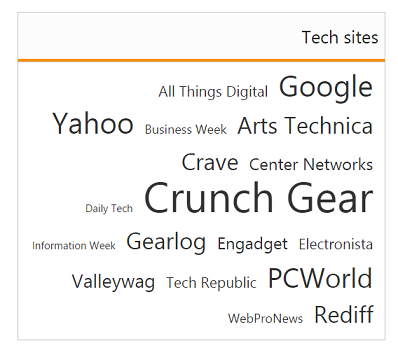 Tech sites
All Things Digital Google
Yahoo Business Week Arts Technica
Crave Center Networks
Daily Tech Crunch Gear
Information Week Gearlog Engadget Electronista
Valleywag Tech Republic PCWorld
WebProNews Rediff